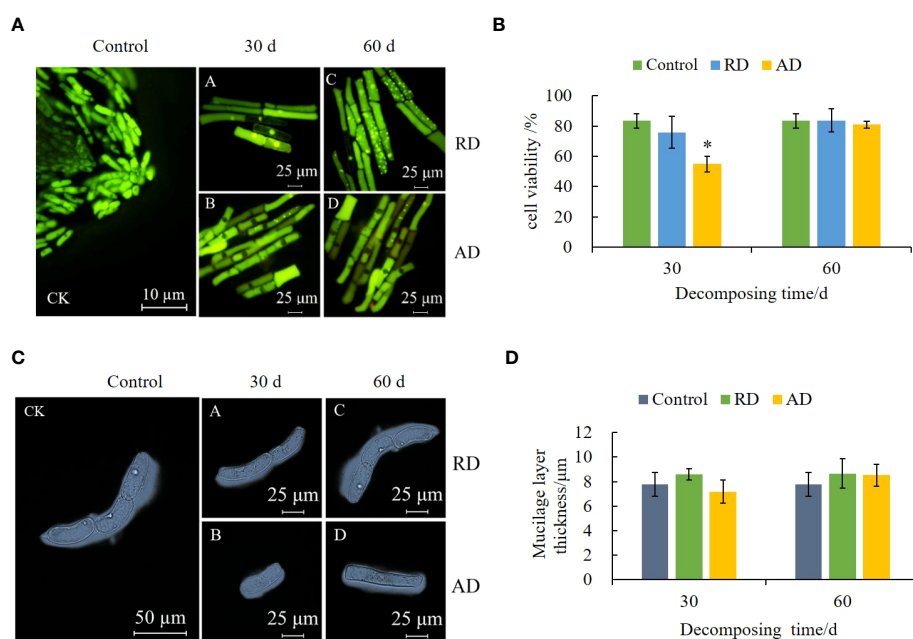 A
Control
30 d
60 d
CK
10 µm
A
25 µm
C
25 µm
RD
B
25 µm
D
25 µm
AD
B
Control RD AD
cell viability /%
100
80
60
40
20
0
*
30
60
Decomposing time/d
C
Control
30 d
60 d
CK
50 µm
A
25 µm
C
25 µm
RD
B
25 µm
D
25 µm
AD
D
Control RD AD
Mucilage layer
thickness/µm
12
10
8
6
4
2
0
30
60
Decomposing time/d